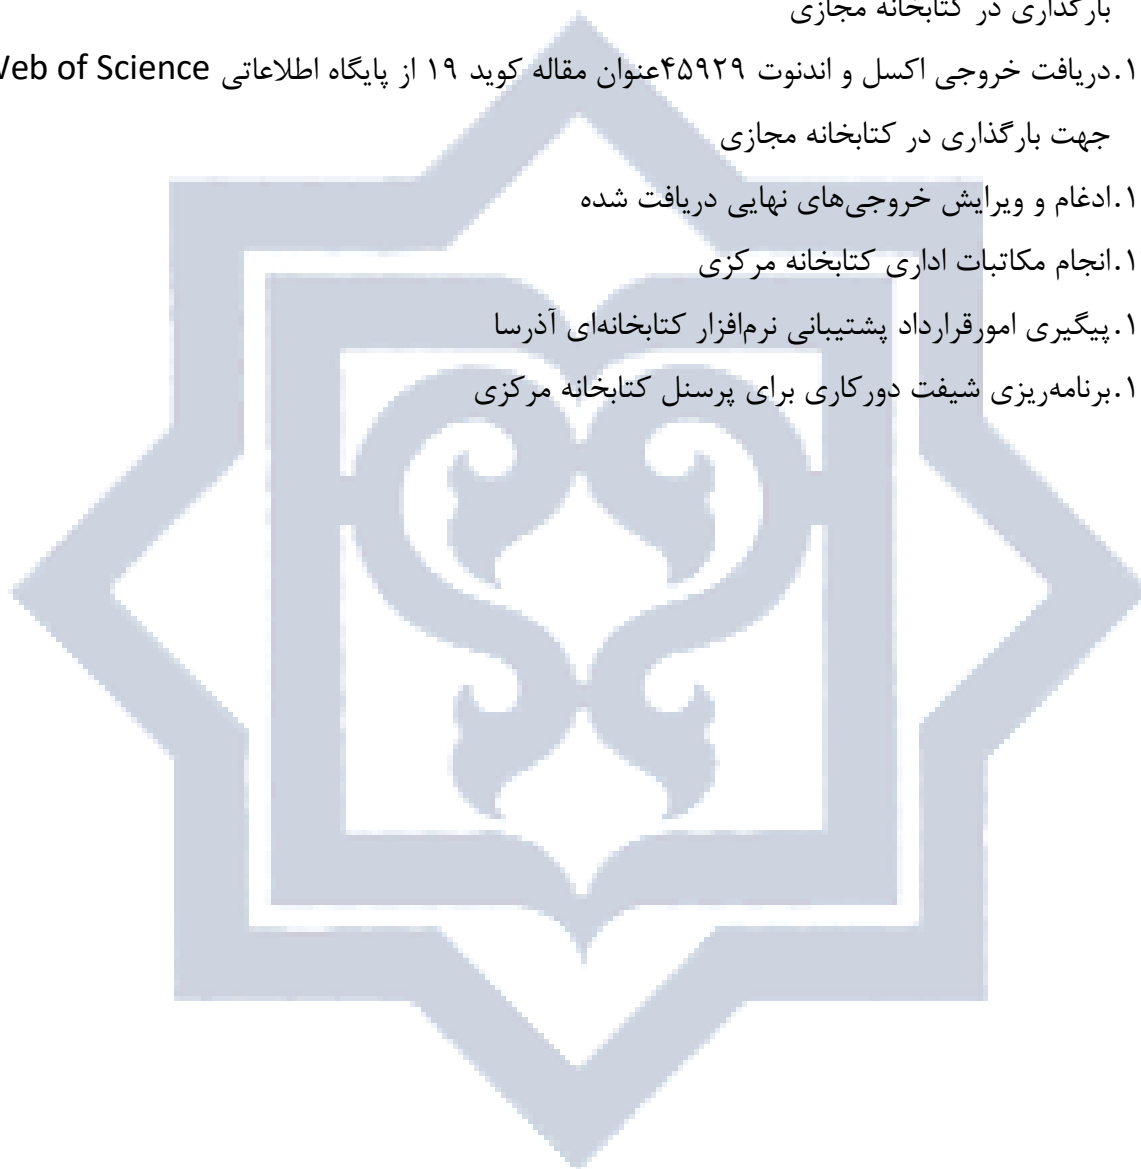 بارگذاری در کتابخانه مجازی
۱.دریافت خروجی اکسل و اندنوت ۴۵۹۲۹عنوان مقاله کوید ۱۹ از پایگاه اطلاعاتی Web of Science
جهت بارگذاری در کتابخانه مجازی
۱.ادغام و ویرایش خروجی‌های نهایی دریافت شده
۱.انجام مکاتبات اداری کتابخانه مرکزی
۱.پیگیری امورقرارداد پشتیبانی نرم‌افزار کتابخانه‌ای آذرسا
۱.برنامه‌ریزی شیفت دورکاری برای پرسنل کتابخانه مرکزی